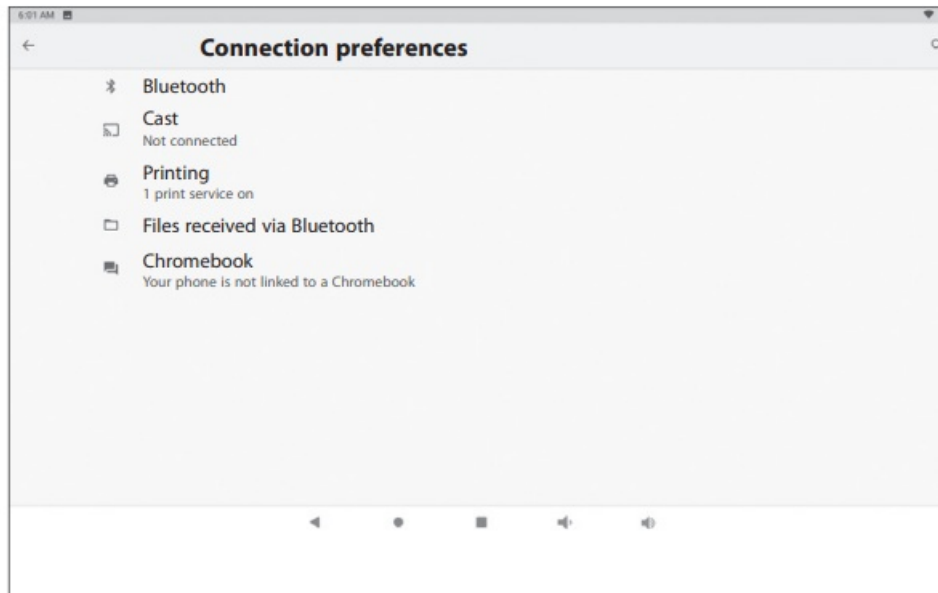 6:01 AM
Connection preferences
Bluetooth
Cast
Not connected
Printing
1 print service on
Files received via Bluetooth
Chromebook
Your phone is not linked to a Chromebook